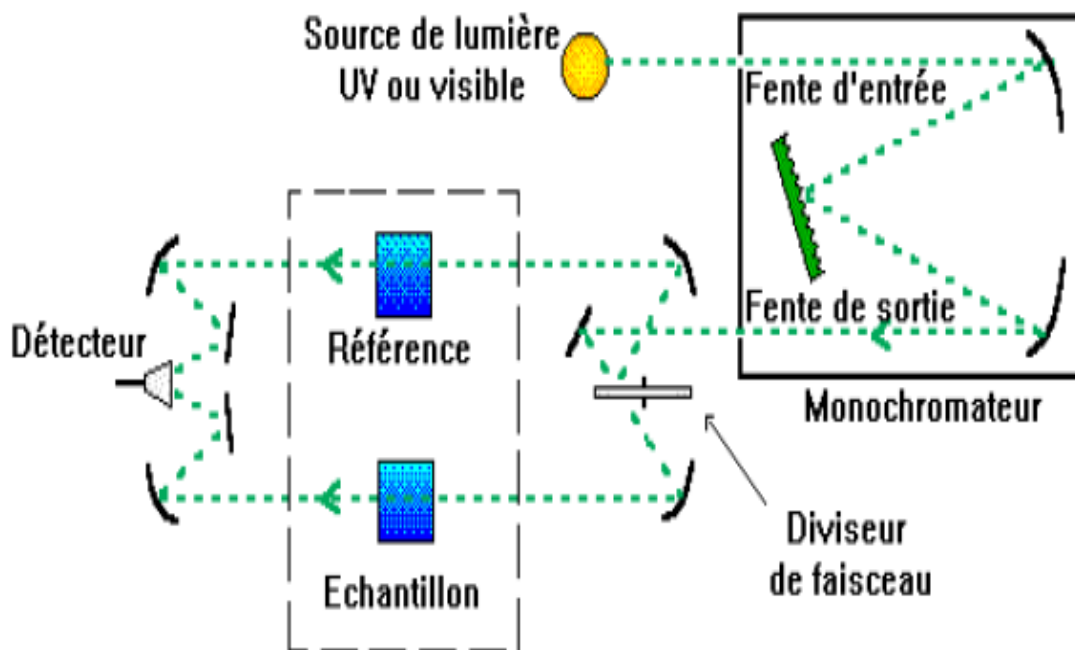 Source de lumière
UV ou visible
Fente d'entrée
Fente de sortie
Détecteur
Référence
Monochromateur
Echantillon
Diviseur
de faisceau